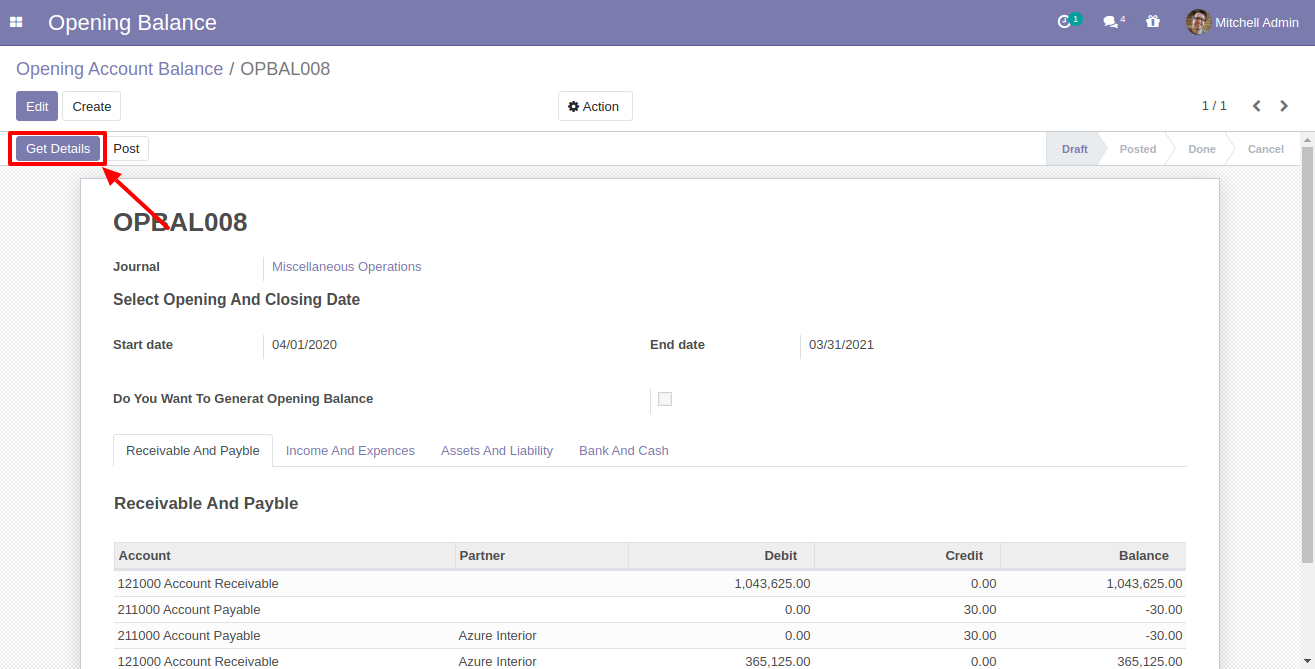 Opening Balance 1 4 Mitchell Admin
Opening Account Balance / OPBAL008
Edit Create Action 1 / 1
Get Details Post Draft Posted Done Cancel
OPBAL008
Journal Miscellaneous Operations
Select Opening And Closing Date
Start date 04/01/2020 End date 03/31/2021
Do You Want To Generat Opening Balance
Receivable And Payble Income And Expences Assets And Liability Bank And Cash
Receivable And Payble
Account Partner Debit Credit Balance
121000 Account Receivable 1,043,625.00 0.00 1,043,625.00
211000 Account Payable 0.00 30.00 -30.00
211000 Account Payable Azure Interior 0.00 30.00 -30.00
121000 Account Receivable Azure Interior 365,125.00 0.00 365,125.00